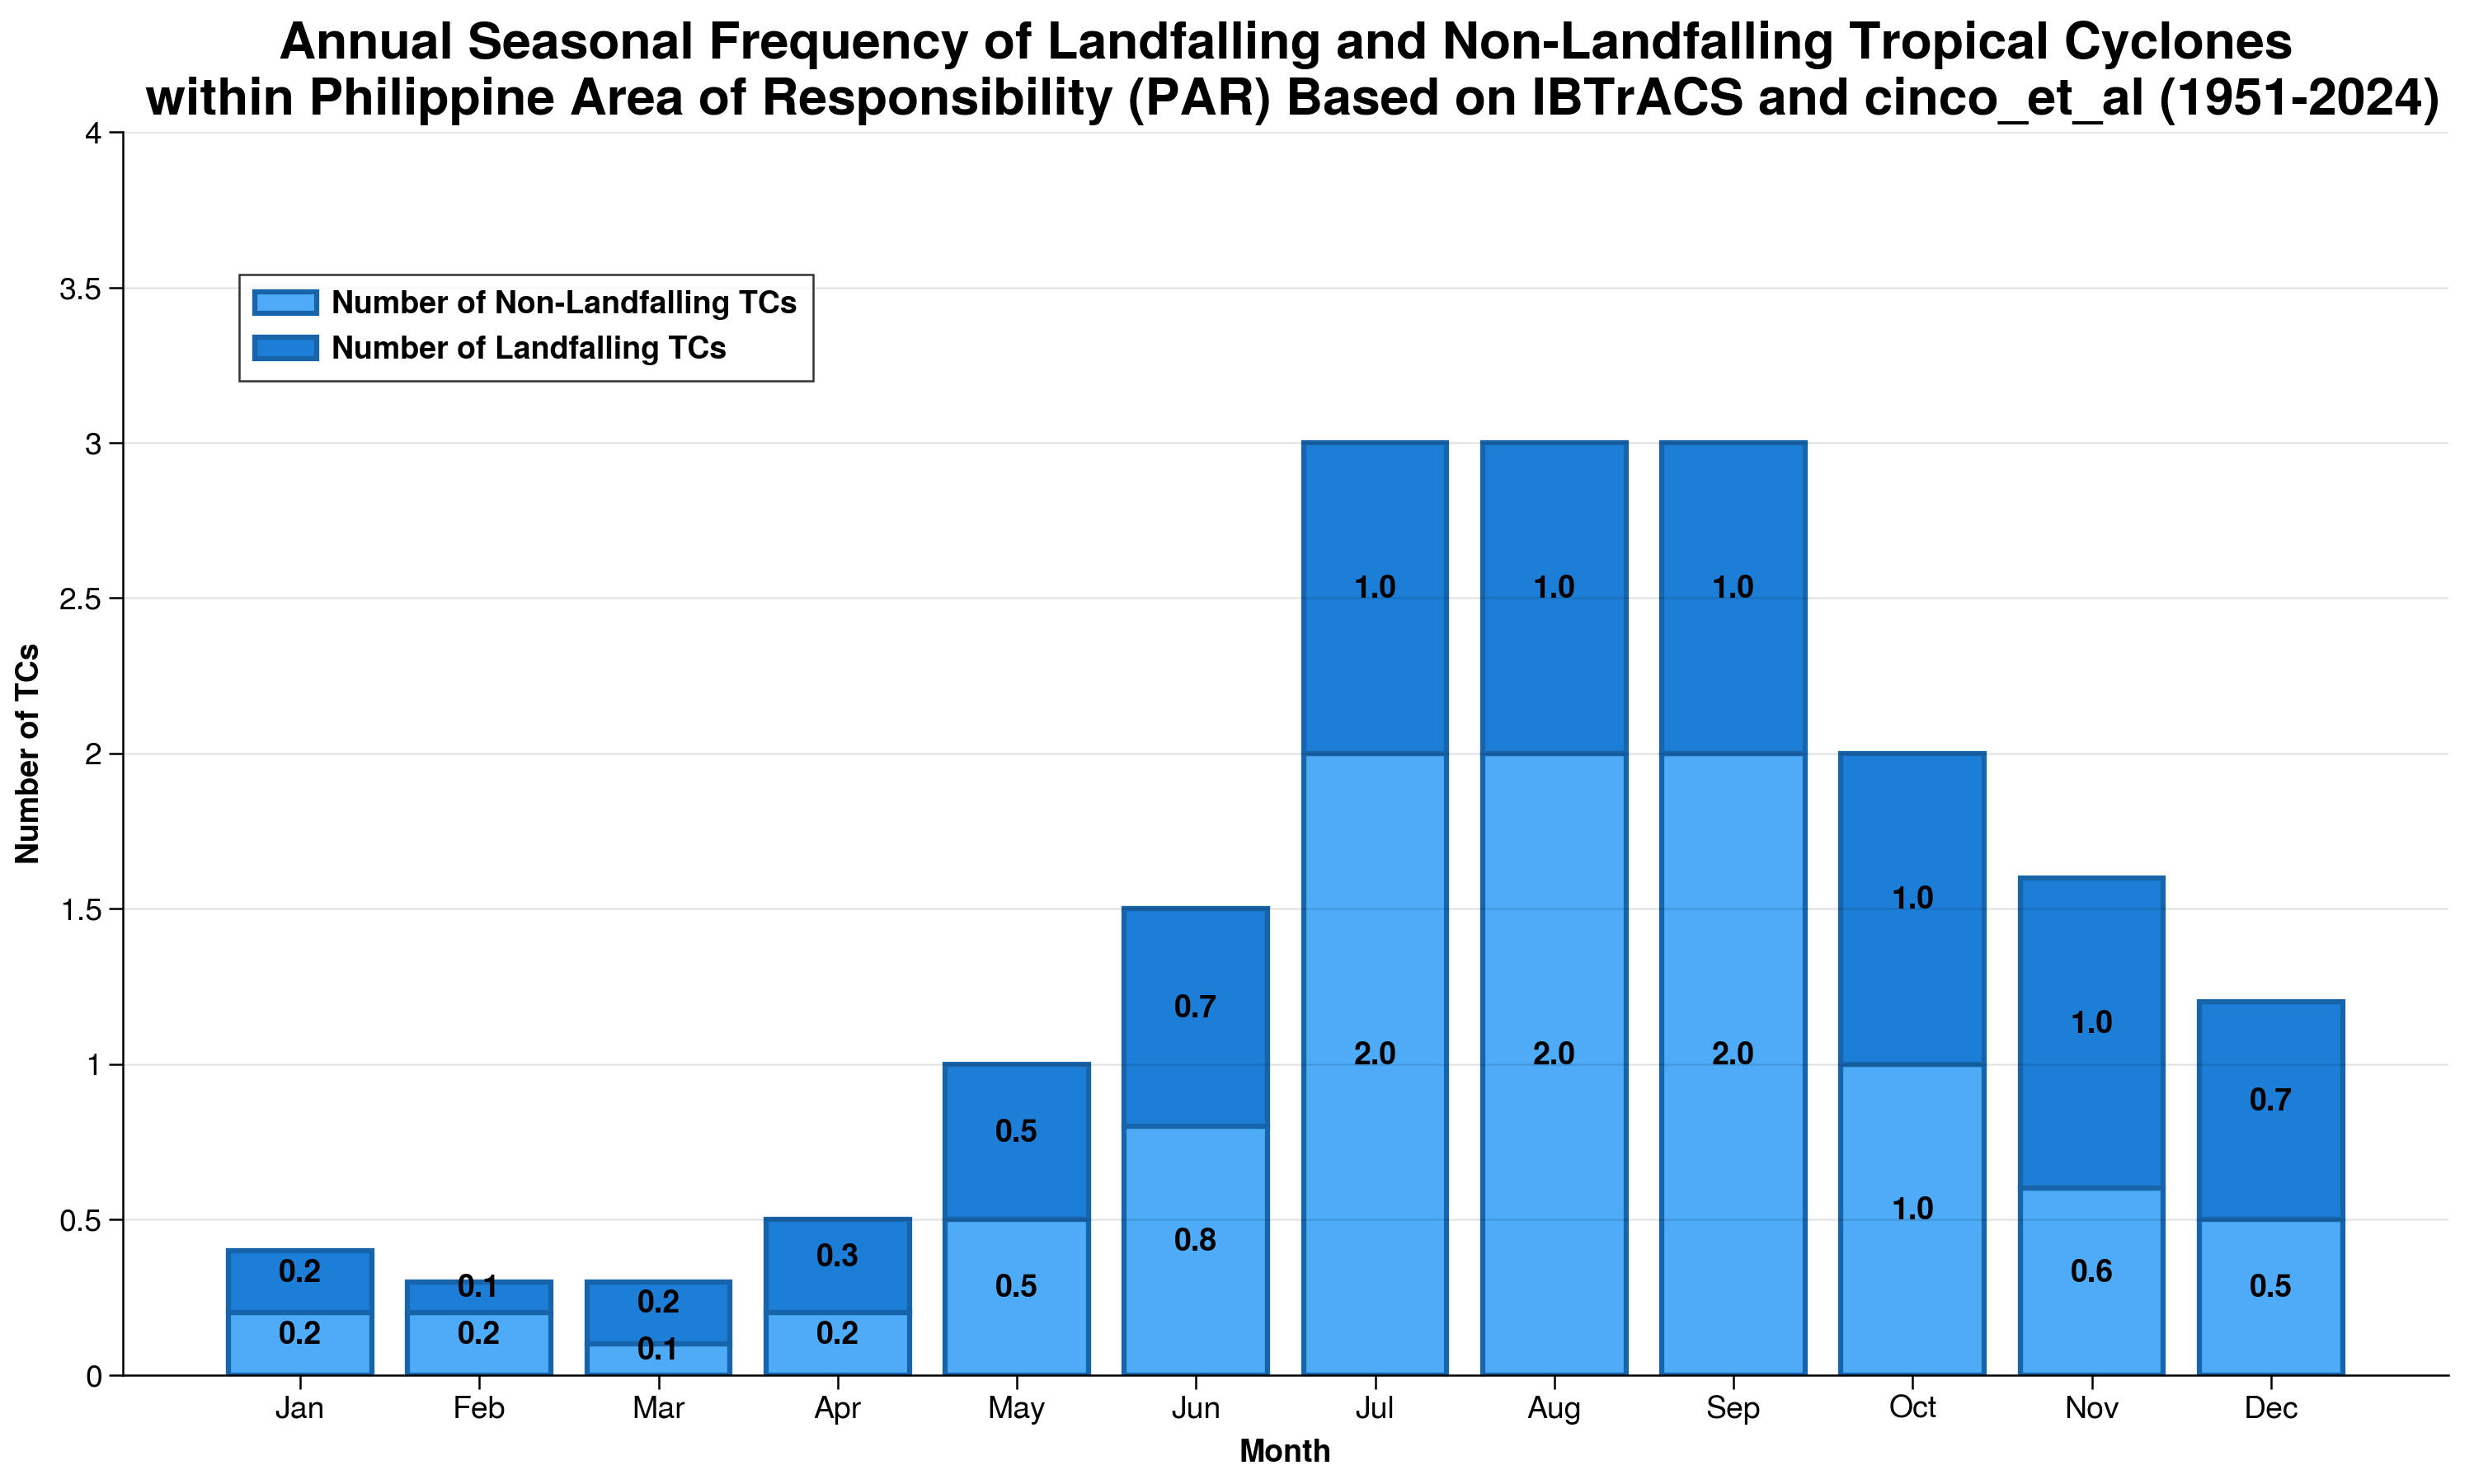 Annual Seasonal Frequency of Landfalling and Non-Landfalling Tropical Cyclones
within Philippine Area of Responsibility (PAR) Based on IBTrACS and cinco_et_al (1951-2024)
Number of Non-Landfalling TCs
Number of Landfalling TCs
Number of TCs
4
3.5
3
2.5
2
1.5
1
0.5
0
1.0 1.0 1.0
1.0
0.7 2.0 2.0 2.0 1.0
0.5 0.7
0.2 0.1 0.2 0.3 0.5 0.8 1.0 0.6 0.5
0.2 0.2 0.1 0.2
Jan Feb Mar Apr May Jun Jul Aug Sep Oct Nov Dec
Month